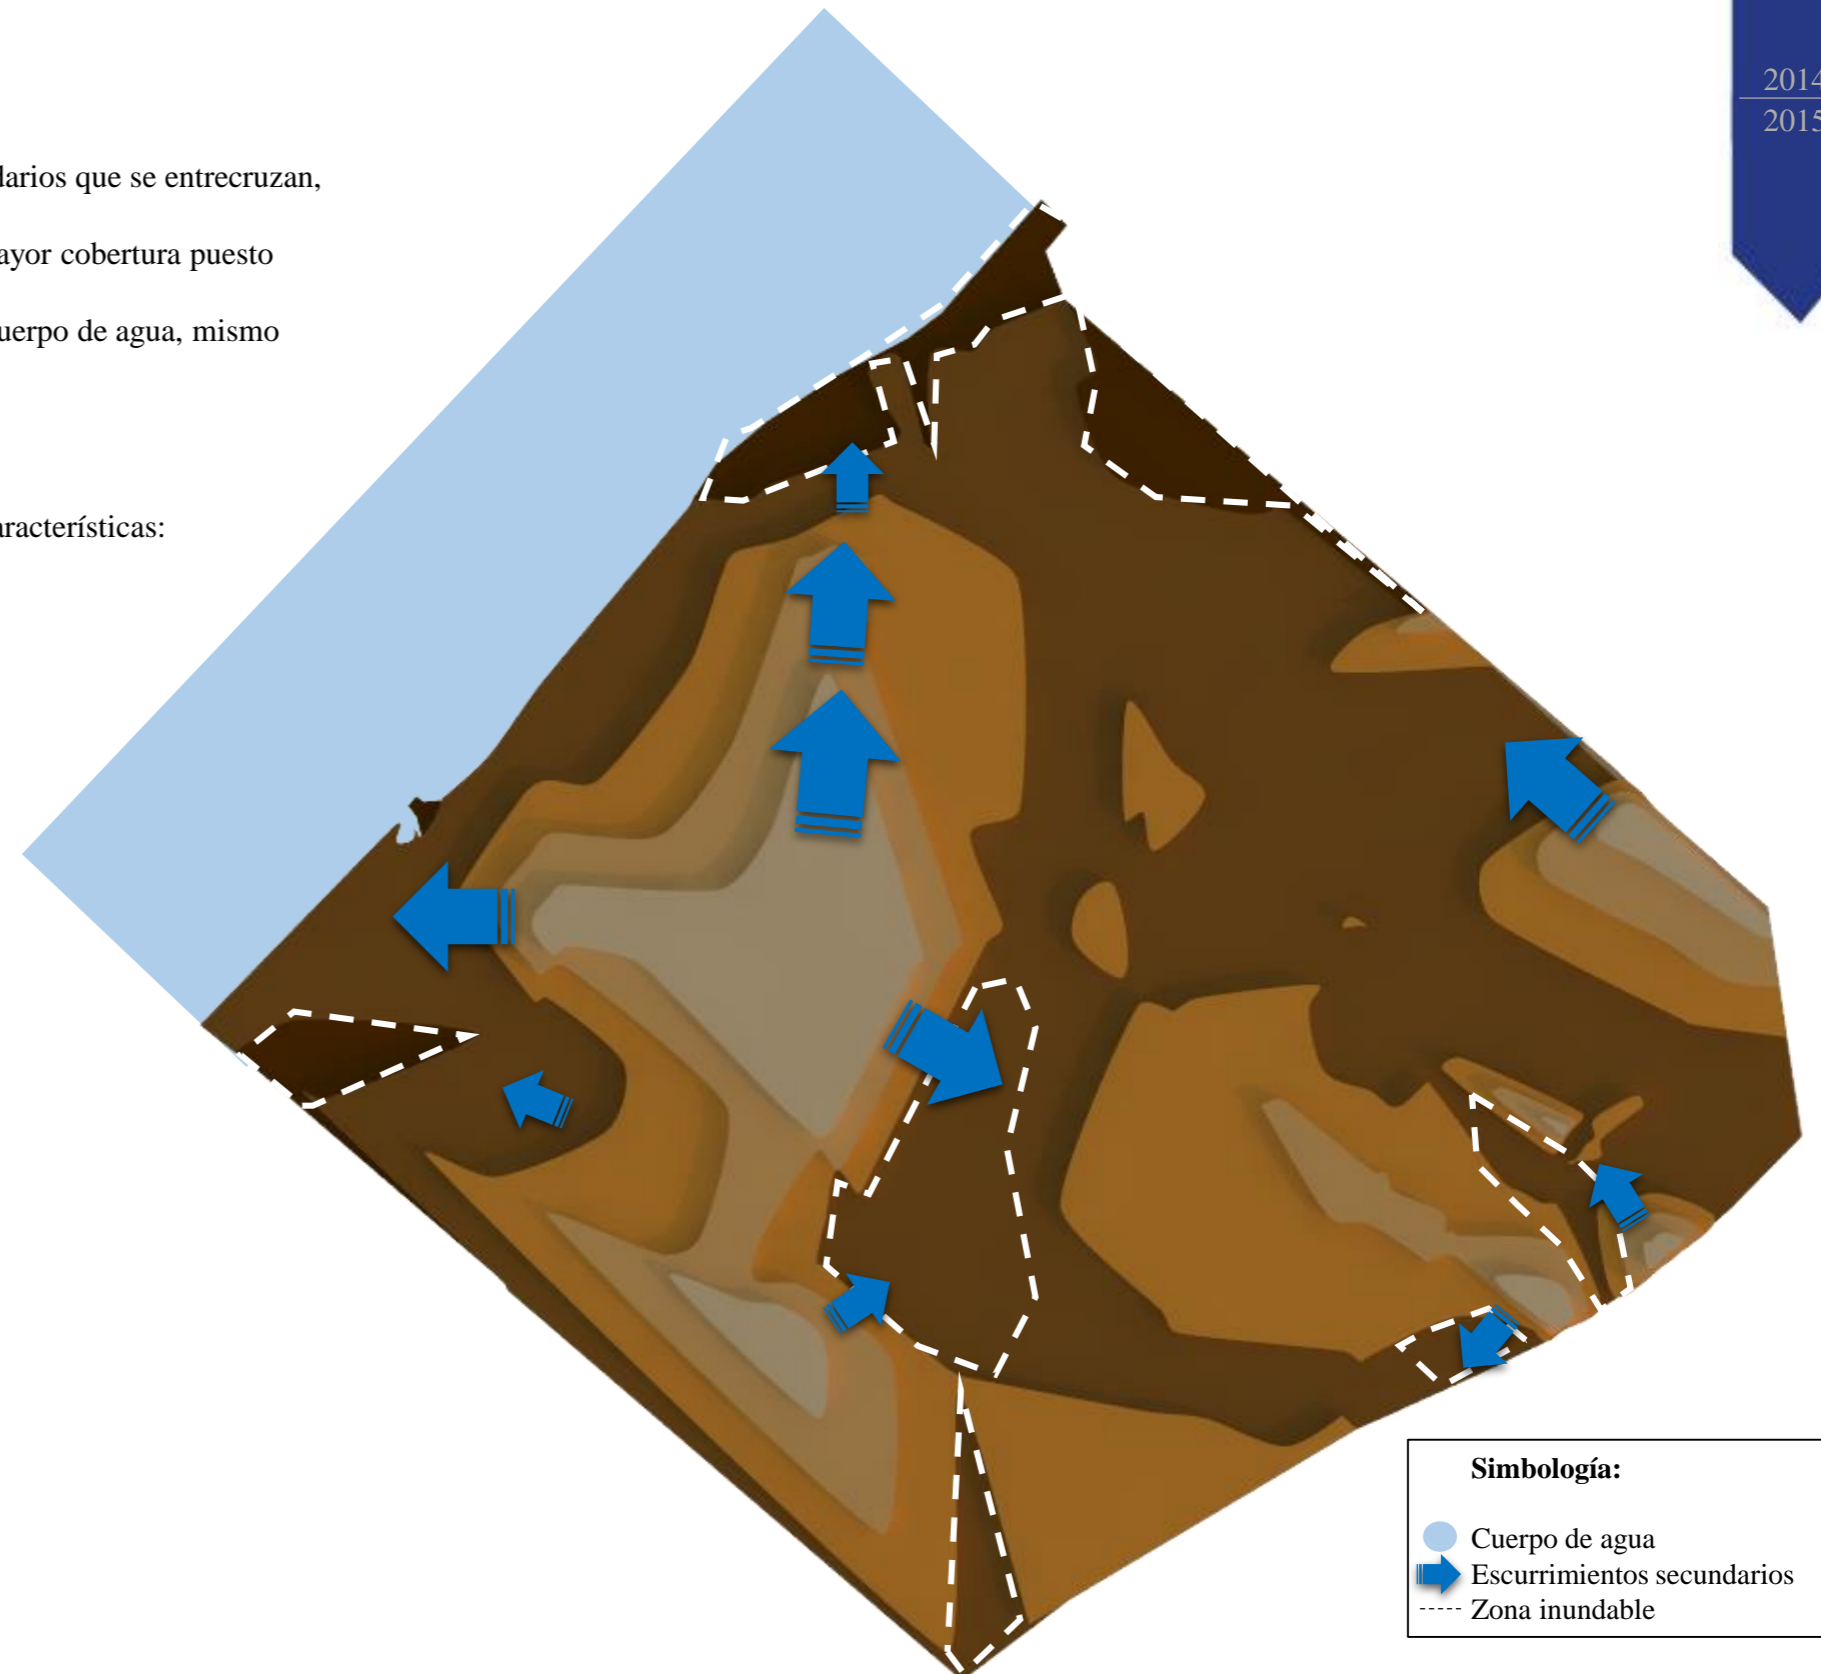 2014
2015
darios que se entrecruzan,
ayor cobertura puesto
uerpo de agua, mismo
aracterísticas:
Simbología:
Cuerpo de agua
Escurrimientos secundarios
Zona inundable